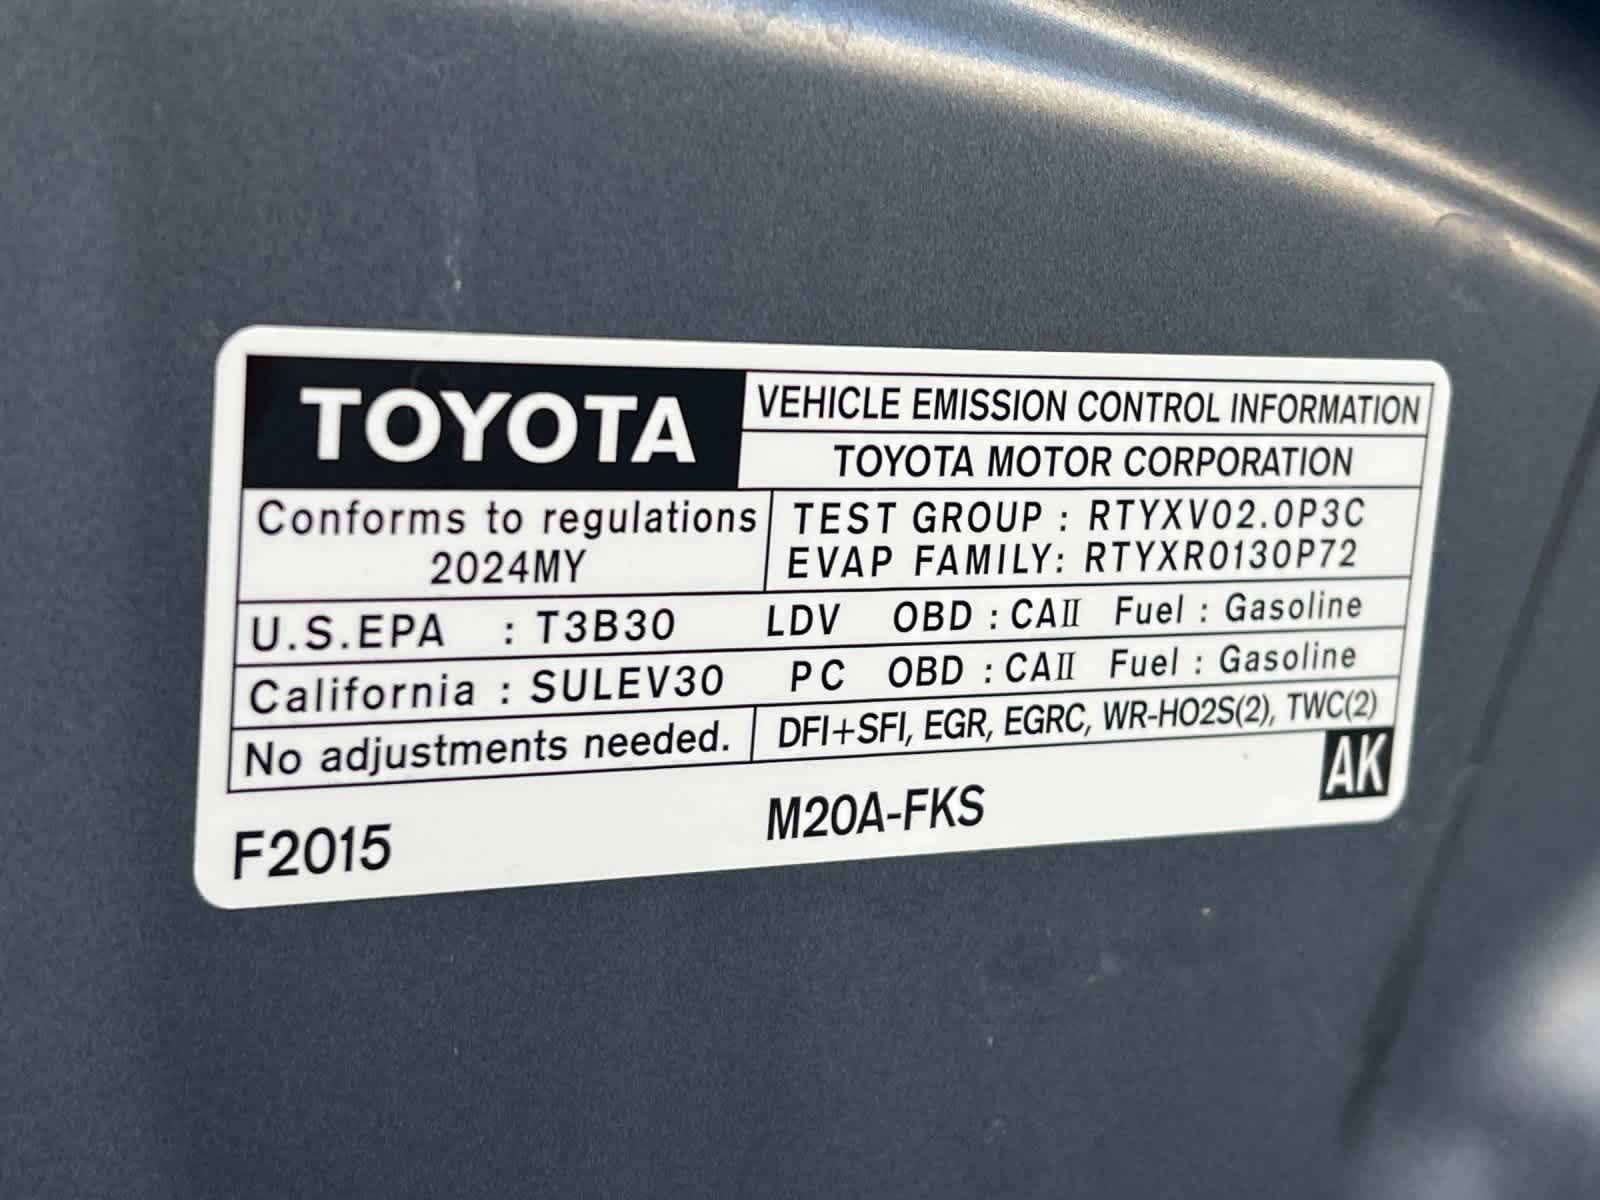 TOYOTA
VEHICLE EMISSION CONTROL INFORMATION
TOYOTA MOTOR CORPORATION
Conforms to regulations
2024MY
TEST GROUP : RTYXV02.0P3C
EVAP FAMILY: RTYXR0130P72
U.S.EPA : T3B30 LDV OBD : CAII Fuel : Gasoline
California : SULEV30 PC OBD : CAII Fuel : Gasoline
No adjustments needed. DFI+SFI, EGR, EGRC, WR-HO2S(2), TWC(2)
AK
F2015 M20A-FKS